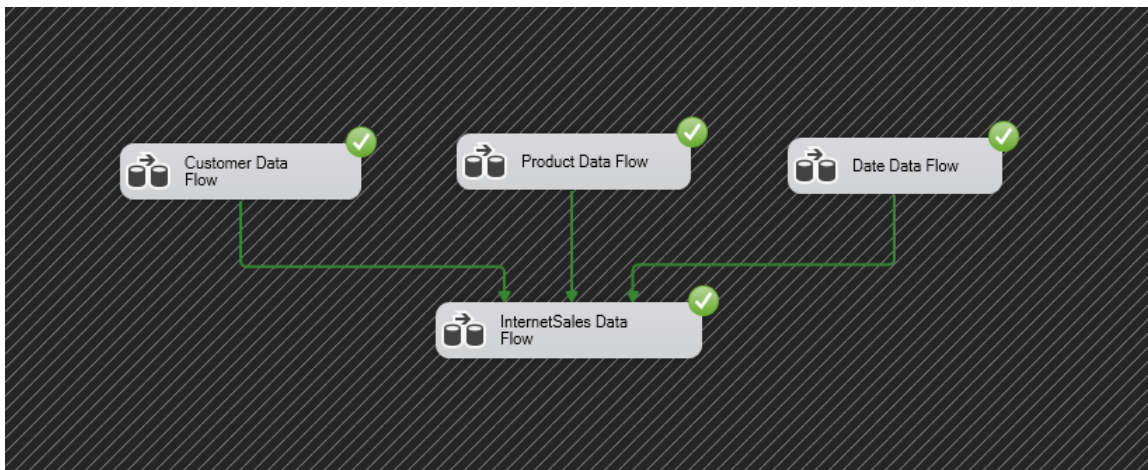 Customer Data
Flow
Product Data Flow
Date Data Flow
InternetSales Data
Flow